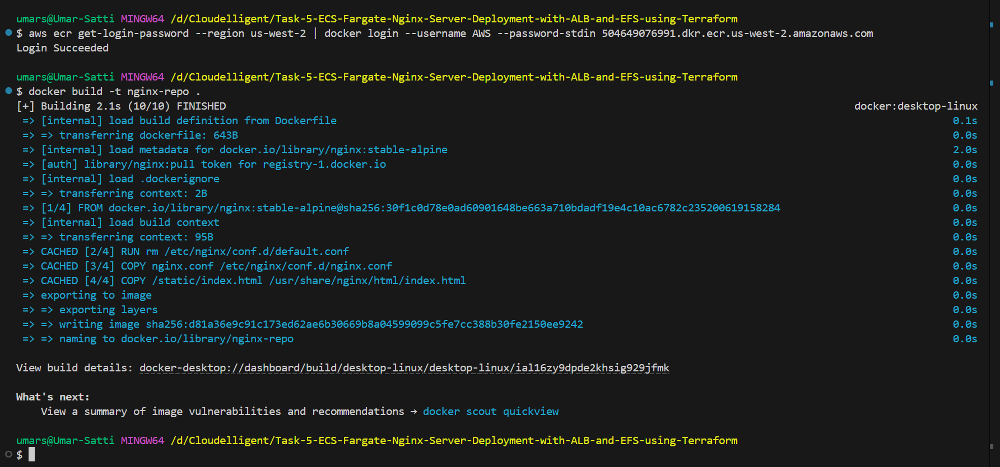 umars@Umar-Satti MINGW64 /d/Cloudelligent/Task-5-ECS-Fargate-Nginx-Server-Deployment-with-ALB-and-EFS-using-Terraform
$ aws ecr get-login-password --region us-west-2 | docker login --username AWS --password-stdin 504649076991.dkr.ecr.us-west-2.amazonaws.com
Login Succeeded
umars@Umar-Satti MINGW64 /d/Cloudelligent/Task-5-ECS-Fargate-Nginx-Server-Deployment-with-ALB-and-EFS-using-Terraform
$ docker build -t nginx-repo .
[+] Building 2.1s (10/10) FINISHED docker:desktop-linux
=> [internal] load build definition from Dockerfile 0.1s
=> => transferring dockerfile: 643B 0.0s
=> [internal] load metadata for docker.io/library/nginx:stable-alpine 2.0s
=> [auth] library/nginx:pull token for registry-1.docker.io 0.0s
=> [internal] load .dockerignore 0.0s
=> => transferring context: 2B 0.0s
=> [1/4] FROM docker.io/library/nginx:stable-alpine@sha256:30f1c0d78e0ad60901648be663a710bdadf19e4c10ac6782c235200619158284 0.0s
=> [internal] load build context 0.0s
=> => transferring context: 95B 0.0s
=> CACHED [2/4] RUN rm /etc/nginx/conf.d/default.conf 0.0s
=> CACHED [3/4] COPY nginx.conf /etc/nginx/conf.d/nginx.conf 0.0s
=> CACHED [4/4] COPY /static/index.html /usr/share/nginx/html/index.html 0.0s
=> exporting to image 0.0s
=> => exporting layers 0.0s
=> => writing image sha256:d81a36e9c91c173ed62ae6b30669b8a04599099c5fe7cc388b30fe2150ee9242 0.0s
=> => naming to docker.io/library/nginx-repo 0.0s
View build details: docker-desktop://dashboard/build/desktop-linux/desktop-linux/ial16zy9dpde2khsig929jfmk
What's next:
View a summary of image vulnerabilities and recommendations → docker scout quickview
umars@Umar-Satti MINGW64 /d/Cloudelligent/Task-5-ECS-Fargate-Nginx-Server-Deployment-with-ALB-and-EFS-using-Terraform
$